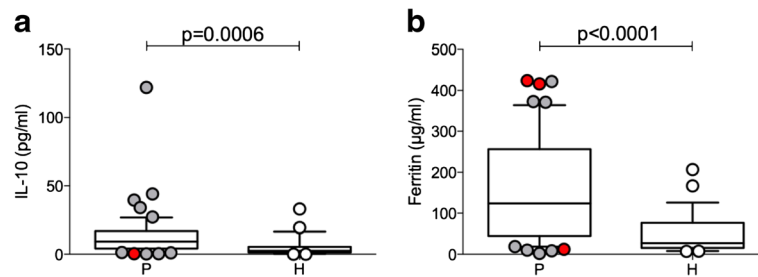 a
p=0.0006
IL-10 (pg/ml)
150
100
50
0
P
H
b
p<0.0001
Ferritin (µg/ml)
500
400
300
200
100
0
P
H